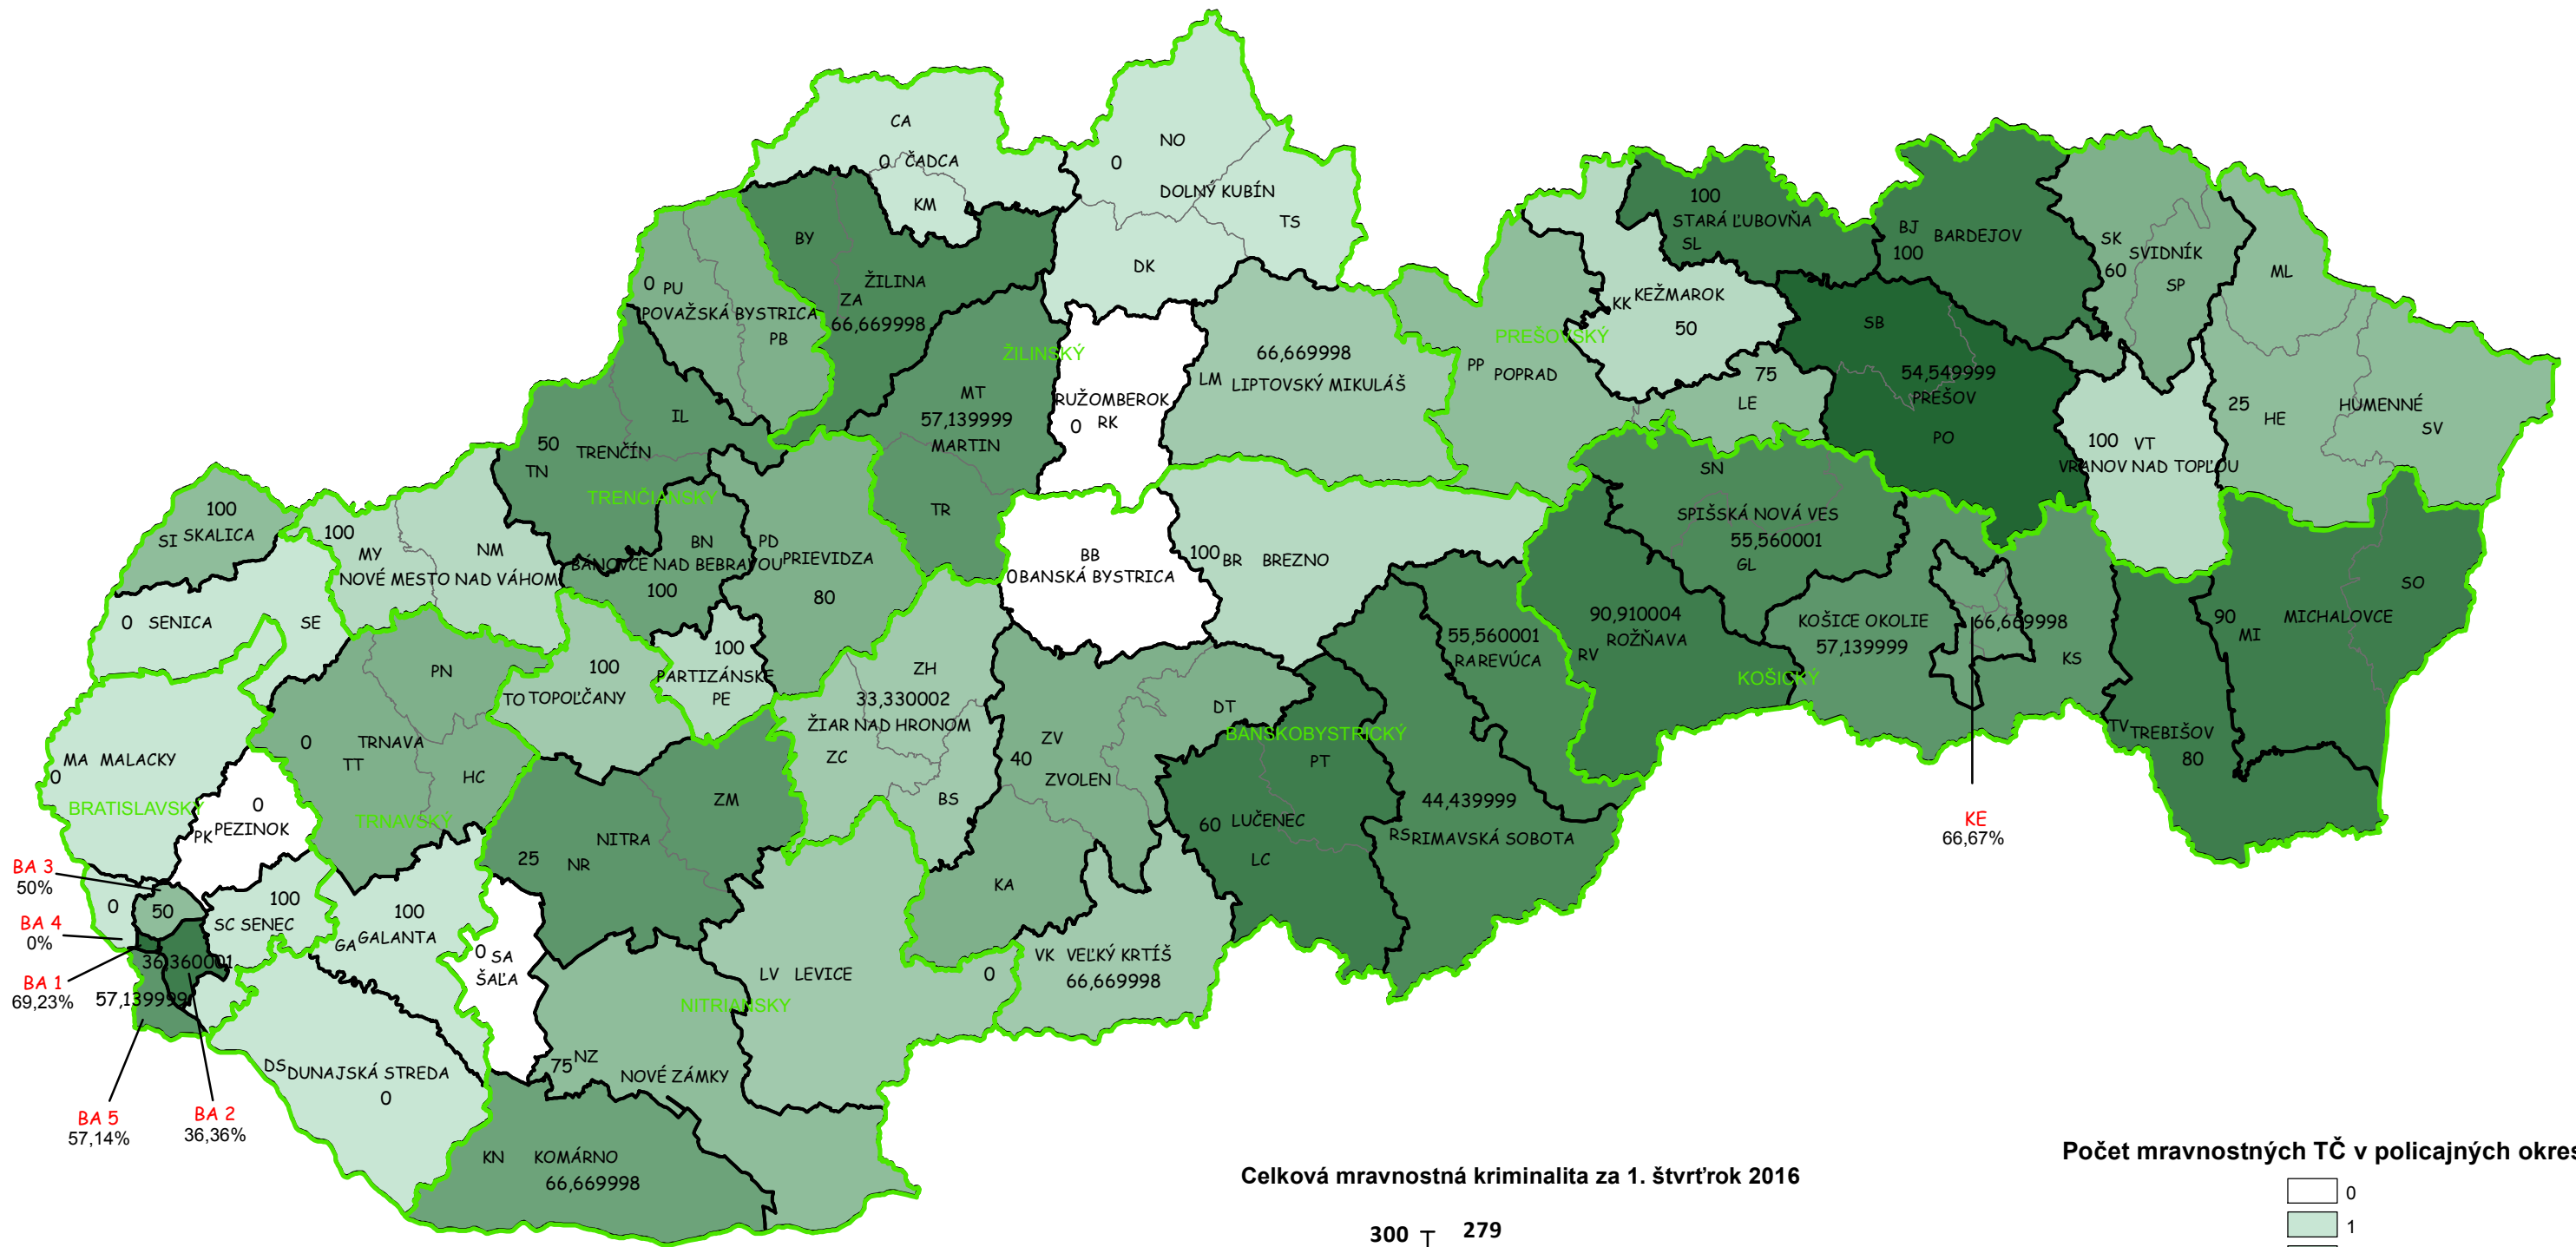 CA
0 ČADCA
KM
NO
0
DOLNÝ KUBÍN
TS
DK
BY
ŽILINA
ZA
66,669998
0 PU
POVAŽSKÁ BYSTRICA
PB
ŽILINSKÝ
MT
57,139999
MARTIN
TR
RUŽOMBEROK
0 RK
66,669998
LM LIPTOVSKÝ MIKULÁŠ
PREŠOVSKÝ
PP POPRAD
KK KEŽMAROK
50
75
LE
100
STARÁ ĽUBOVŇA
SL
BJ BARDEJOV
100
SK SVIDNÍK
60
SP
ML
SB
54,549999
PREŠOV
PO
25 HE
HUMENNÉ
SV
100 VT
VRANOV NAD TOPĽOU
IL
50 TRENČÍN
TN
TRENČIANSKY
BN
BÁNOVCE NAD BEBRAVOU
100
PD PRIEVIDZA
80
100
SI SKALICA
100
MY
NM
NOVÉ MESTO NAD VÁHOM
0 SENICA
SE
BB
0 BANSKÁ BYSTRICA
100 BR BREZNO
SN
SPIŠSKÁ NOVÁ VES
55,560001
GL
90,910004
ROŽŇAVA
RV
KOŠICE OKOLIE
57,139999
66,669998
KS
KOŠICKÝ
SO
90 MICHALOVCE
MI
TV TREBIŠOV
80
KE
66,67%
PN
0 TRNAVA
TT
HC
TRNAVSKÝ
100
TO TOPOĽČANY
100
PARTIZÁNSKE
PE
ZH
33,330002
ŽIAR NAD HRONOM
ZC
BS
DT
ZV
40
ZVOLEN
KA
BANSKOBYSTRICKÝ
PT
60 LUČENEC
LC
55,560001
RA REVÚCA
44,439999
RS RIMAVSKÁ SOBOTA
MA MALACKY
0
BRATISLAVSKÝ
0
PK PEZINOK
ZM
NITRA
25
NR
BA 3
50%
BA 4
0%
BA 1
69,23%
BA 5
57,14%
BA 2
36,36%
0
50
36,360001
57,139999
100
SC SENEC
100
GA GALANTA
0 SA
ŠAĽA
LV LEVICE
0
NITRIANSKY
VK VEĽKÝ KRTÍŠ
66,669998
DS DUNAJSKÁ STREDA
0
75 NZ
NOVÉ ZÁMKY
KN KOMÁRNO
66,669998
Celková mravnostná kriminalita za 1. štvrťrok 2016
300 279
Počet mravnostných TČ v policajných okres
0
1